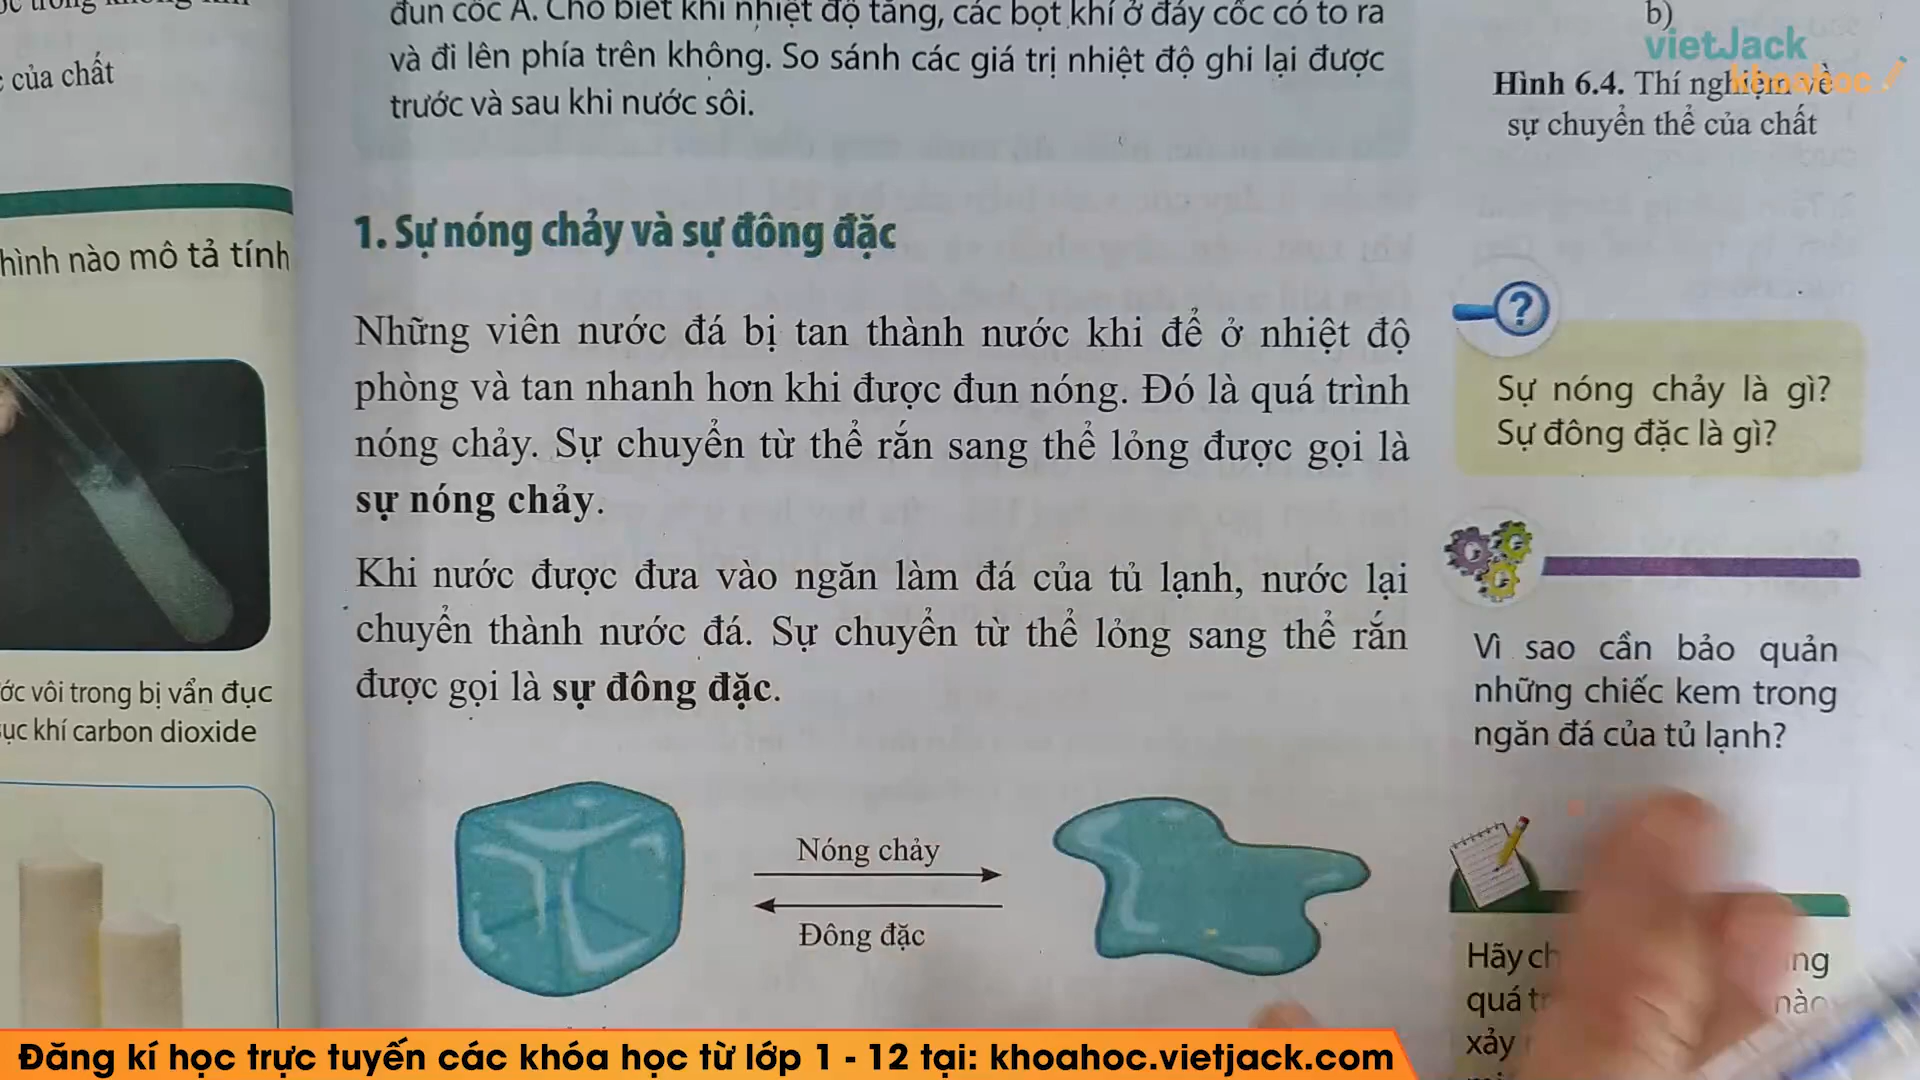 của chất
hình nào mô tả tính
vôi trong bị vẩn đục
khí carbon dioxide
đun cốc A. Cho biết khi nhiệt độ tăng, các bọt khí ở đáy cốc có to ra
và đi lên phía trên không. So sánh các giá trị nhiệt độ ghi lại được
trước và sau khi nước sôi.
1. Sự nóng chảy và sự đông đặc
Những viên nước đá bị tan thành nước khi để ở nhiệt độ
phòng và tan nhanh hơn khi được đun nóng. Đó là quá trình
nóng chảy. Sự chuyển từ thể rắn sang thể lỏng được gọi là
sự nóng chảy.
Khi nước được đưa vào ngăn làm đá của tủ lạnh, nước lại
chuyển thành nước đá. Sự chuyển từ thể lỏng sang thể rắn
được gọi là sự đông đặc.
Nóng chảy
Đông đặc
b)
vietJack
khoahoc
Hình 6.4. Thí nghiệm về
sự chuyển thể của chất
?
Sự nóng chảy là gì?
Sự đông đặc là gì?
Vì sao cần bảo quản
những chiếc kem trong
ngăn đá của tủ lạnh?
Hãy
quá
xảy
Đăng kí học trực tuyến các khóa học từ lớp 1 - 12 tại: khoahoc.vietjack.com